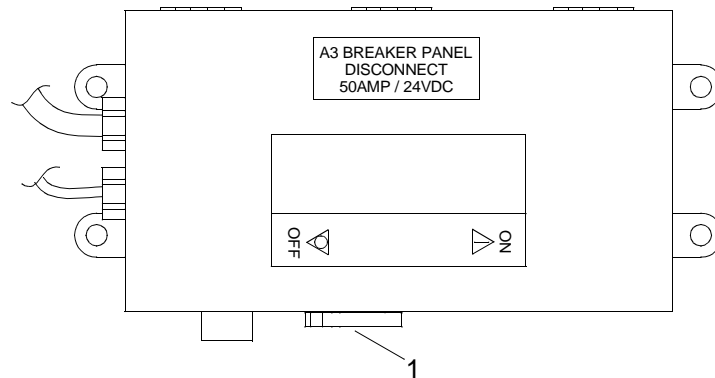 A3 BREAKER PANEL
DISCONNECT
50AMP / 24VDC
OFF
ON
1